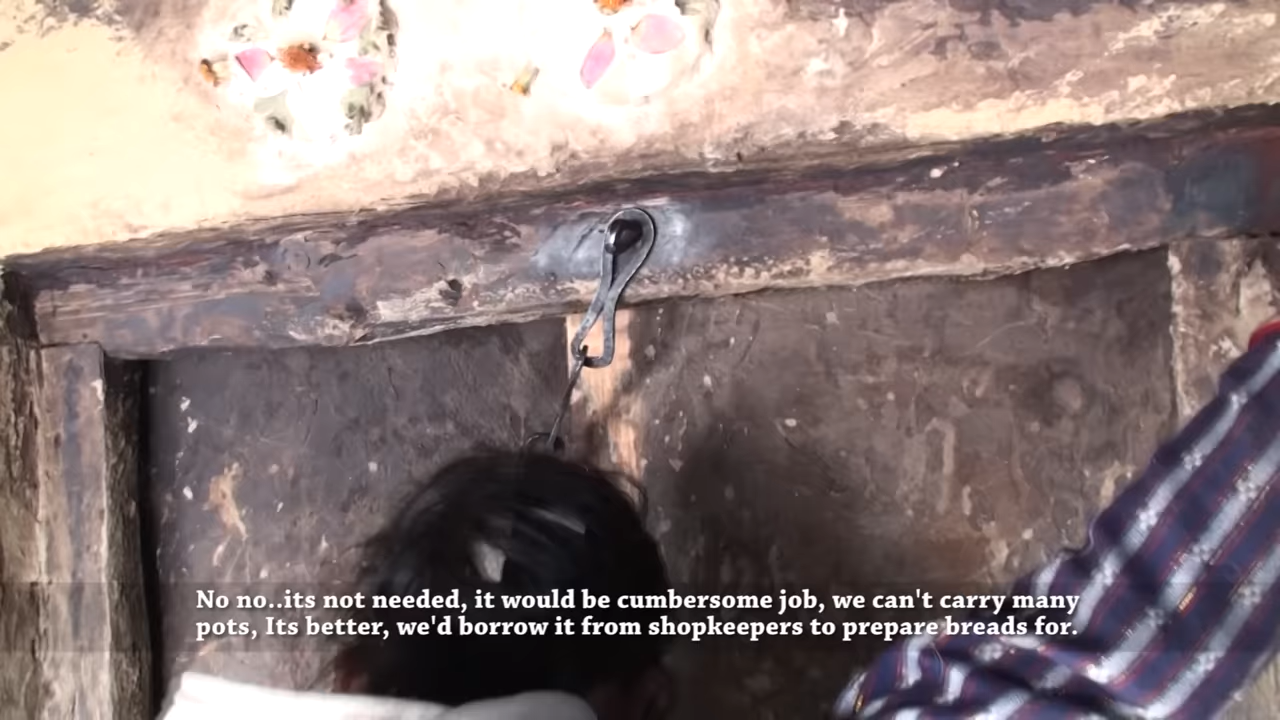 No no..its not needed, it would be cumbersome job, we can't carry many
pots, Its better, we'd borrow it from shopkeepers to prepare breads for.